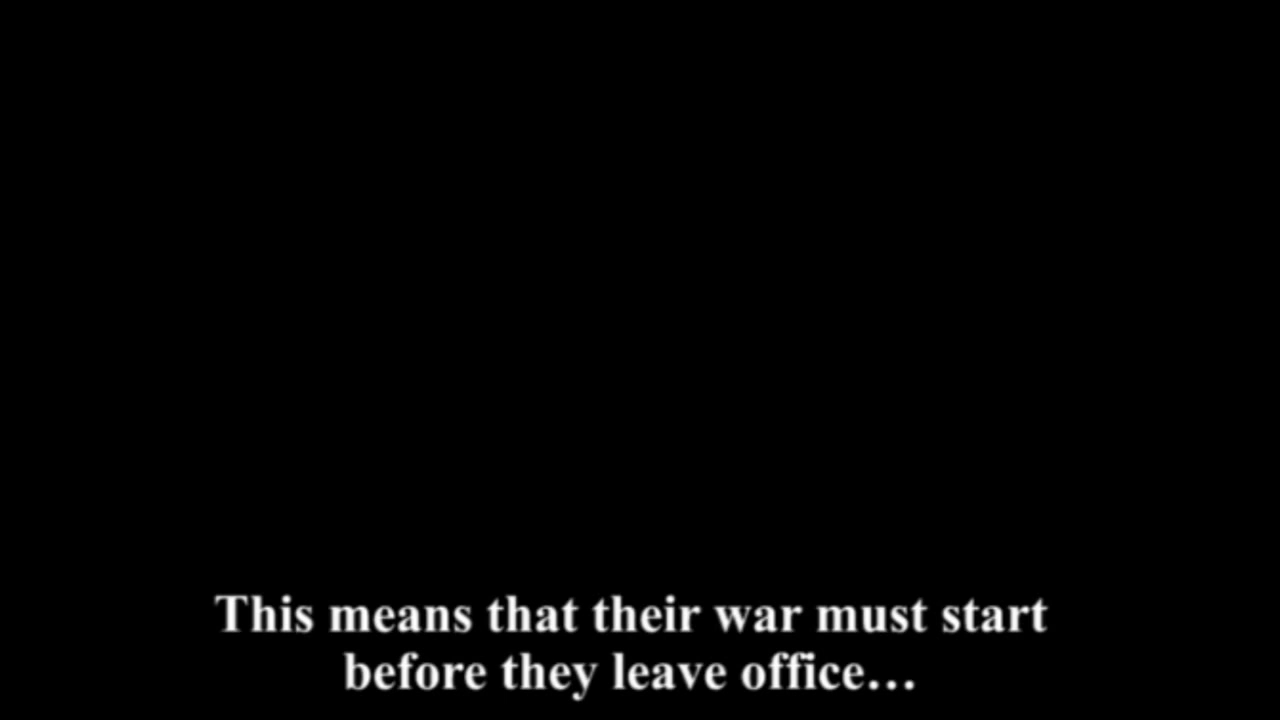 This means that their war must start
before they leave office…